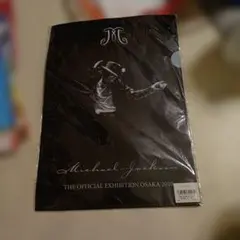 Michael Jackson
THE OFFICIAL EXHIBITION OSAKA